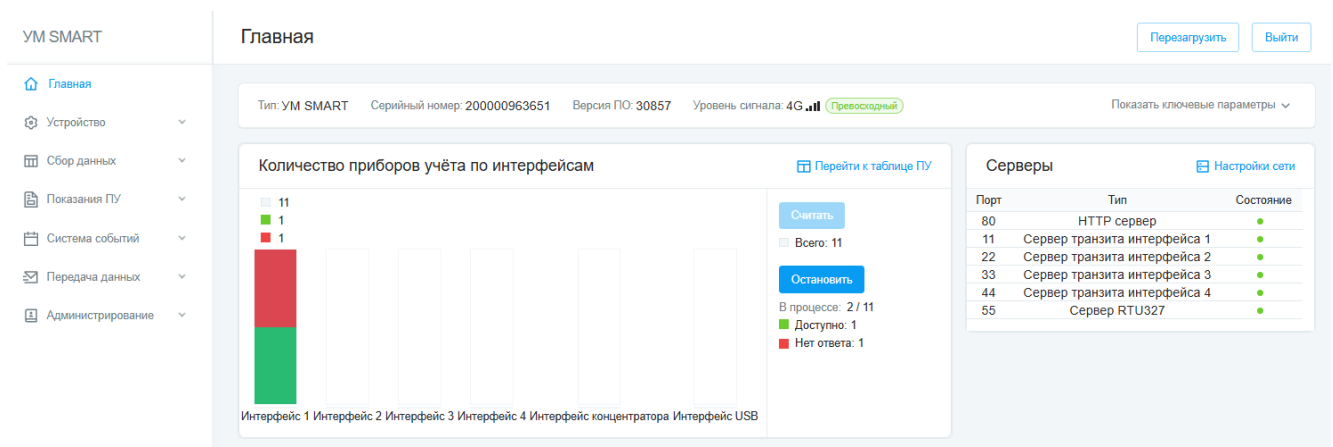 УМ SMART
Главная
Перезагрузить
Выйти
Главная
Устройство
Сбор данных
Показания ПУ
Система событий
Передача данных
Администрирование
Тип: УМ SMART Серийный номер: 200000963651 Версия ПО: 30857 Уровень сигнала: 4G Превосходный
Показать ключевые параметры
Количество приборов учёта по интерфейсам
Перейти к таблице ПУ
11
1
1
Интерфейс 1 Интерфейс 2 Интерфейс 3 Интерфейс 4 Интерфейс концентратора Интерфейс USB
Считать
Всего: 11
Остановить
В процессе: 2 / 11
Доступно: 1
Нет ответа: 1
Серверы
Настройки сети
Порт Тип Состояние
80 HTTP сервер
11 Сервер транзита интерфейса 1
22 Сервер транзита интерфейса 2
33 Сервер транзита интерфейса 3
44 Сервер транзита интерфейса 4
55 Сервер RTU327